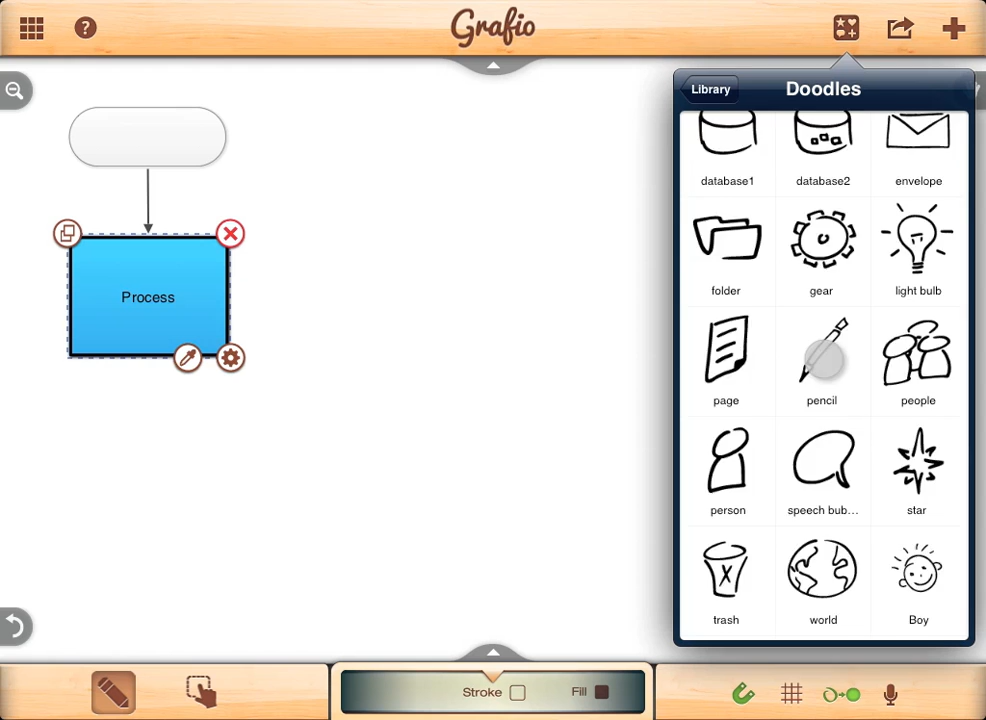 Grafio
Library
Doodles
database1
database2
envelope
folder
gear
light bulb
page
pencil
people
person
speech bub...
star
trash
world
Boy
Process
Stroke
Fill